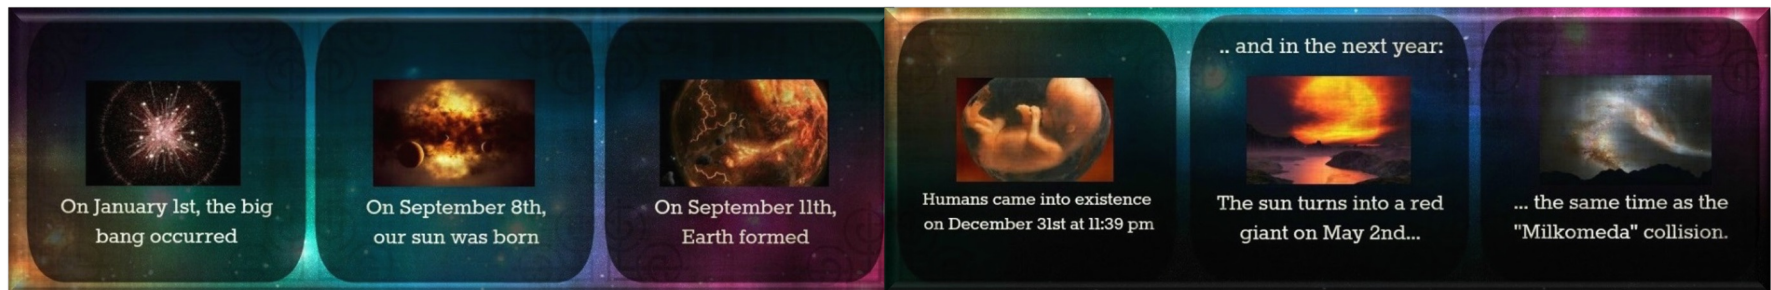 On January 1st, the big
bang occurred
On September 8th,
our sun was born
On September 11th,
Earth formed
Humans came into existence
on December 31st at 11:39 pm
.. and in the next year:
The sun turns into a red
giant on May 2nd...
... the same time as the
"Milkomeda" collision.